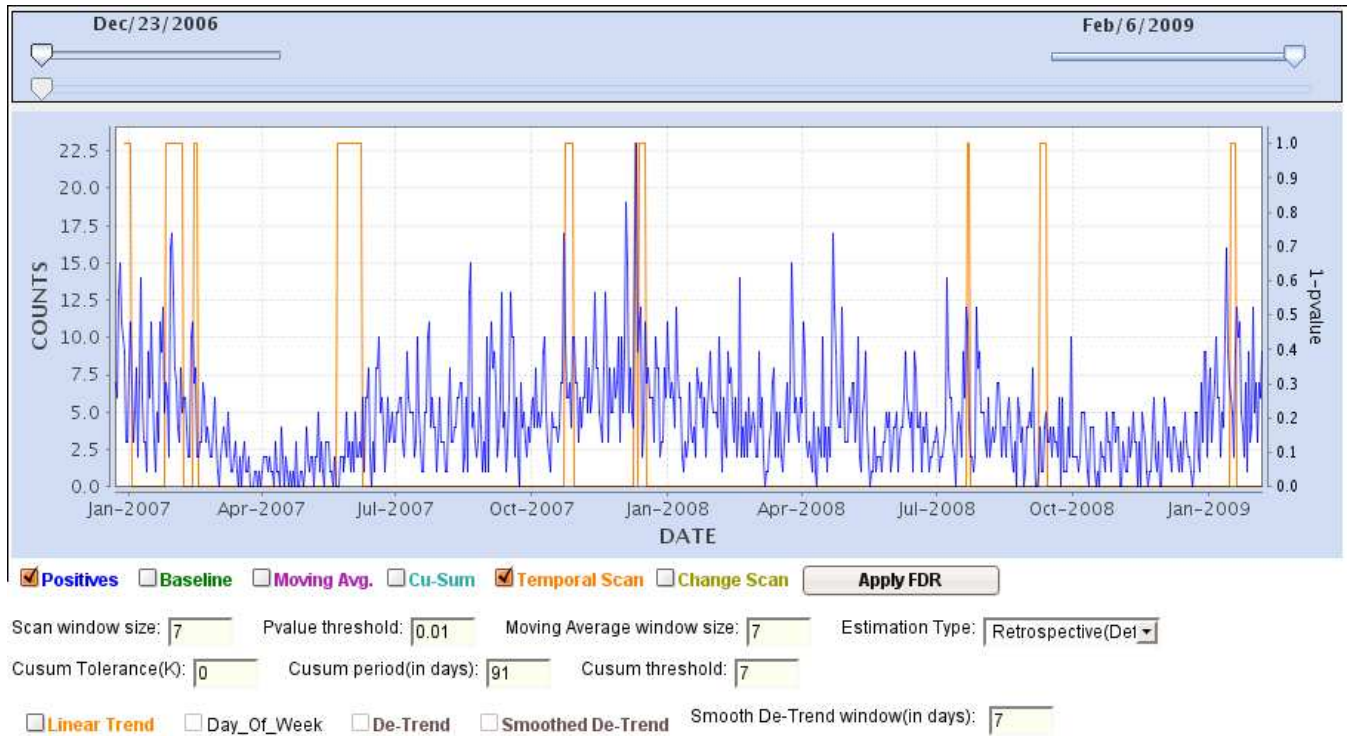 Dec/23/2006 Feb/6/2009
22.5
20.0
17.5
15.0
12.5
10.0
7.5
5.0
2.5
0.0
COUNTS
1.0
0.9
0.8
0.7
0.6
0.5
0.4
0.3
0.2
0.1
0.0
1-pvalue
Jan-2007 Apr-2007 Jul-2007 Oct-2007 Jan-2008 Apr-2008 Jul-2008 Oct-2008 Jan-2009
DATE
Positives Baseline Moving Avg. Cu-Sum Temporal Scan Change Scan Apply FDR
Scan window size: 7 Pvalue threshold: 0.01 Moving Average window size: 7 Estimation Type: Retrospective(Def
Cusum Tolerance(K): 0 Cusum period(in days): 91 Cusum threshold: 7
Linear Trend Day_Of_Week De-Trend Smoothed De-Trend Smooth De-Trend window(in days): 7